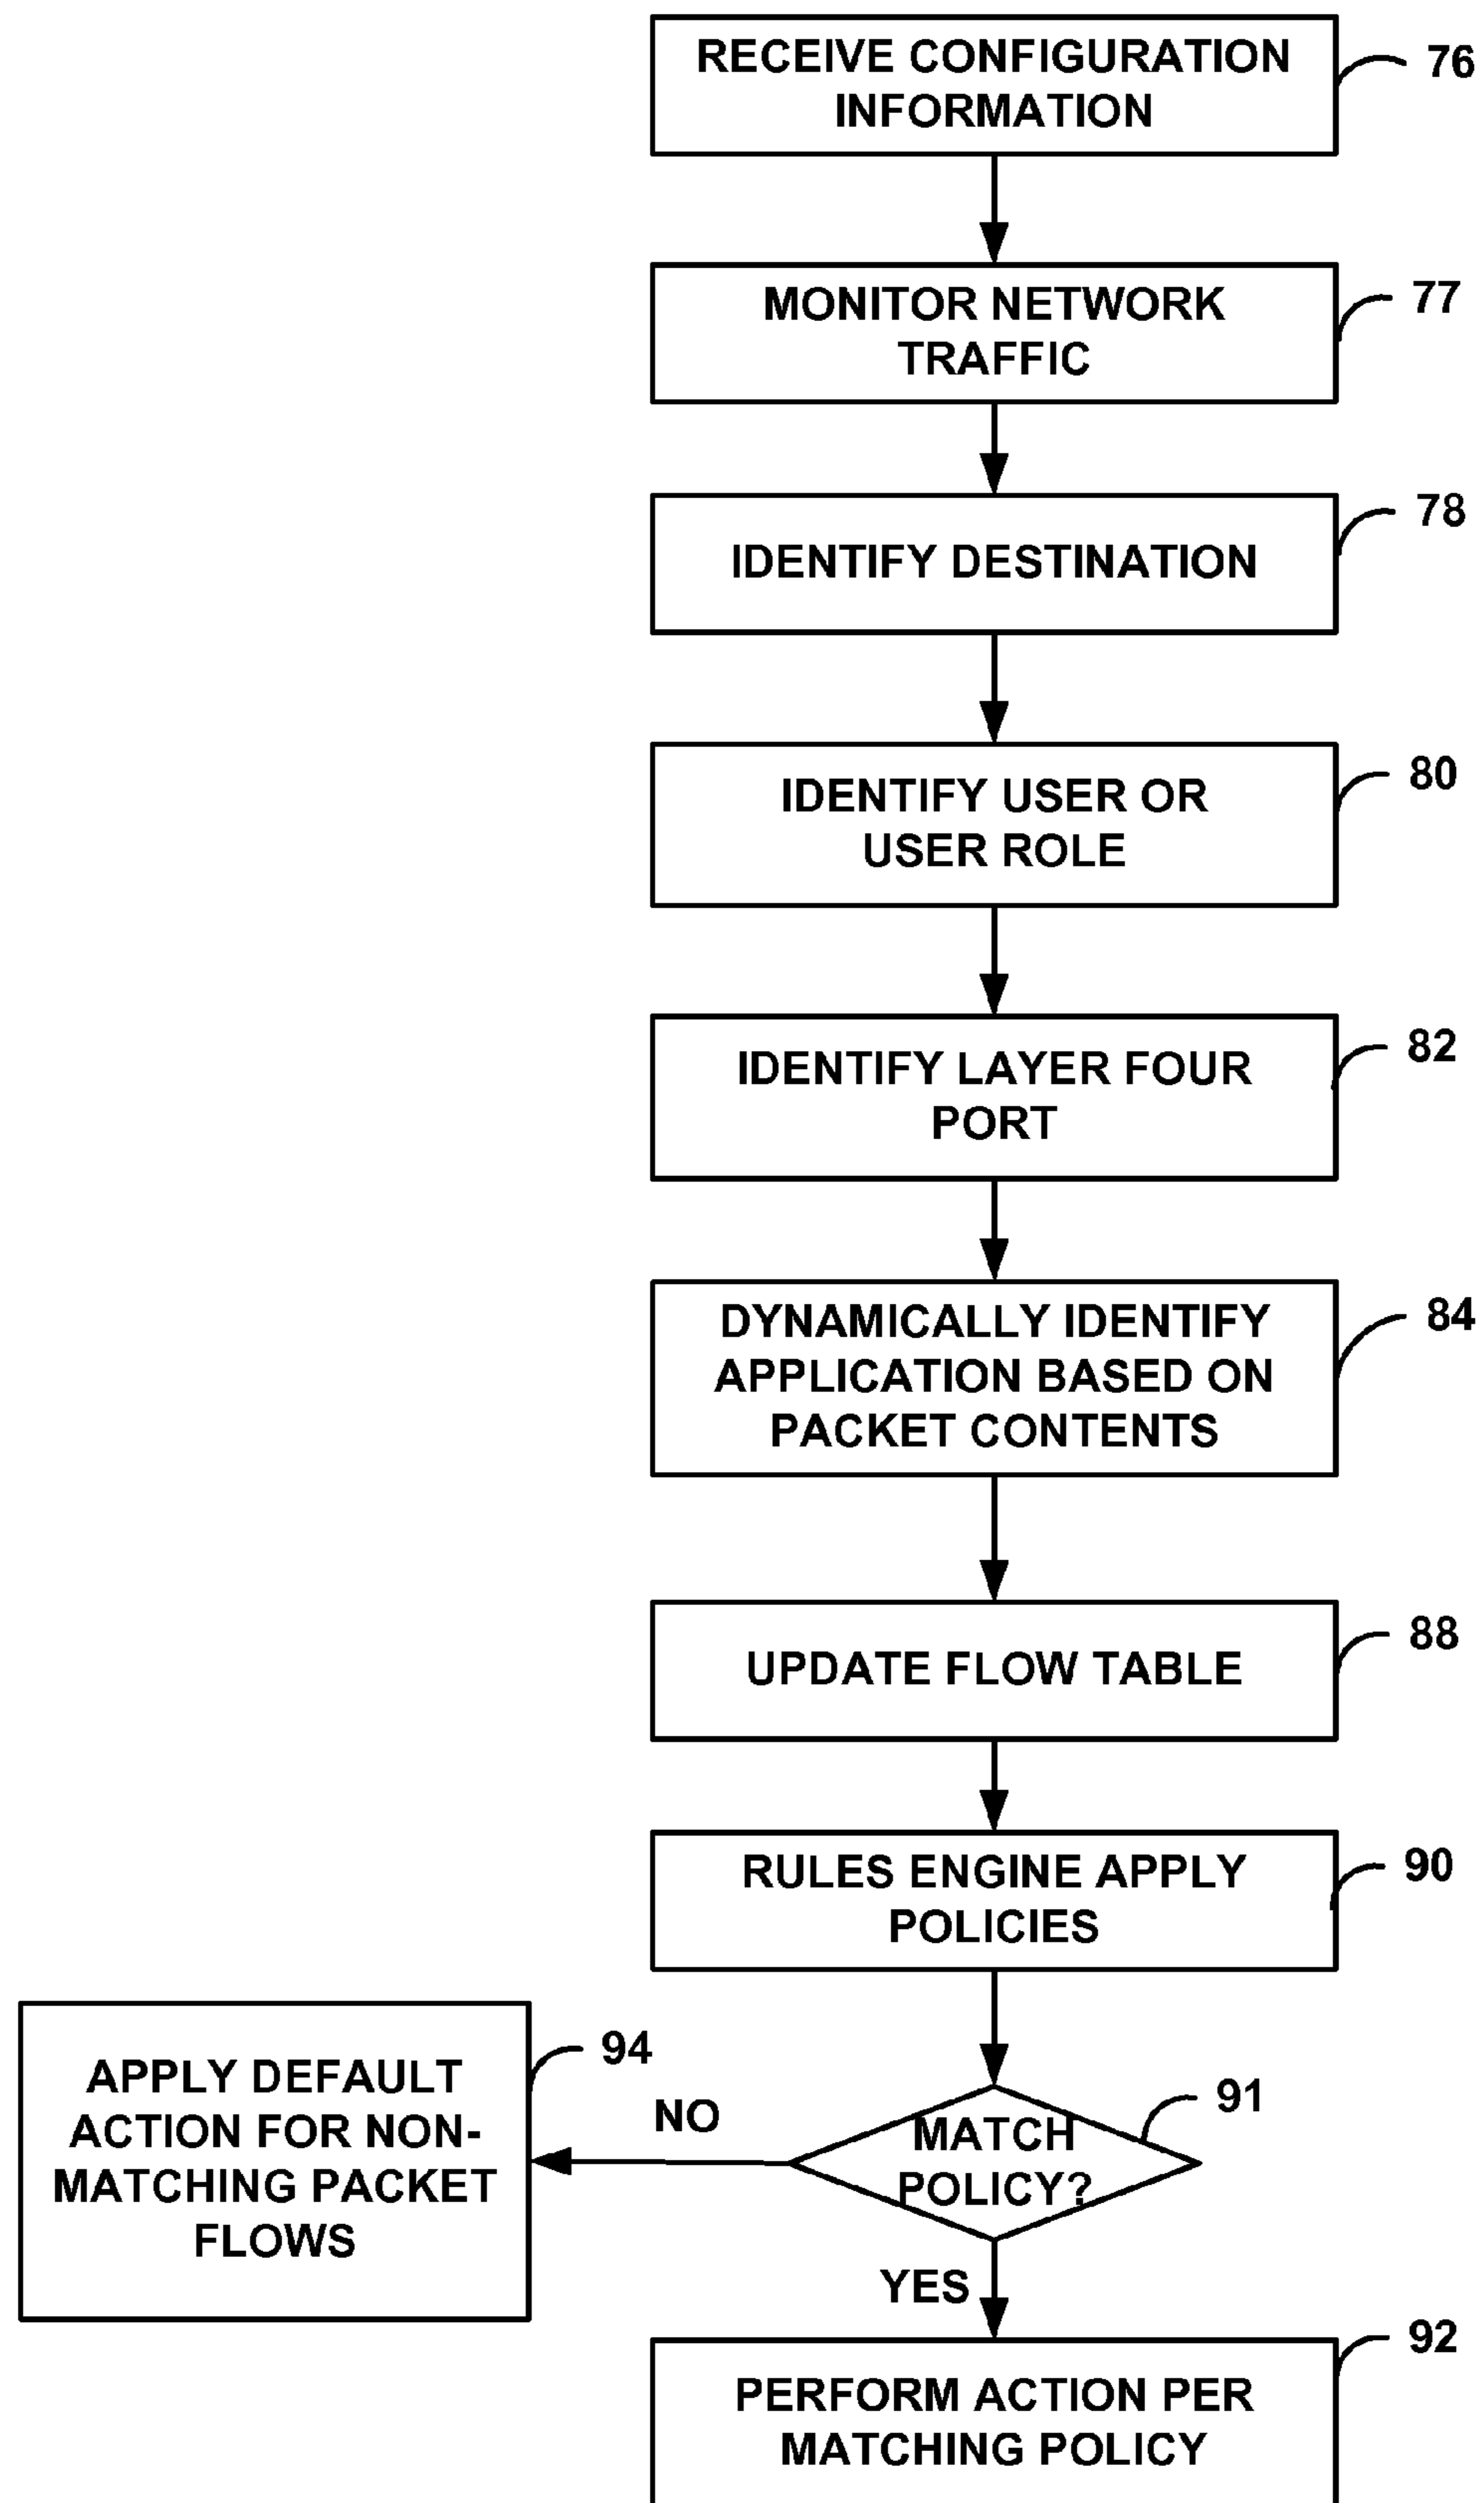 RECEIVE CONFIGURATION
INFORMATION
76
MONITOR NETWORK
TRAFFIC
77
IDENTIFY DESTINATION
78
IDENTIFY USER OR
USER ROLE
80
IDENTIFY LAYER FOUR
PORT
82
DYNAMICALLY IDENTIFY
APPLICATION BASED ON
PACKET CONTENTS
84
UPDATE FLOW TABLE
88
RULES ENGINE APPLY
POLICIES
90
MATCH
POLICY?
91
NO
APPLY DEFAULT
ACTION FOR NON-
MATCHING PACKET
FLOWS
94
YES
PERFORM ACTION PER
MATCHING POLICY
92